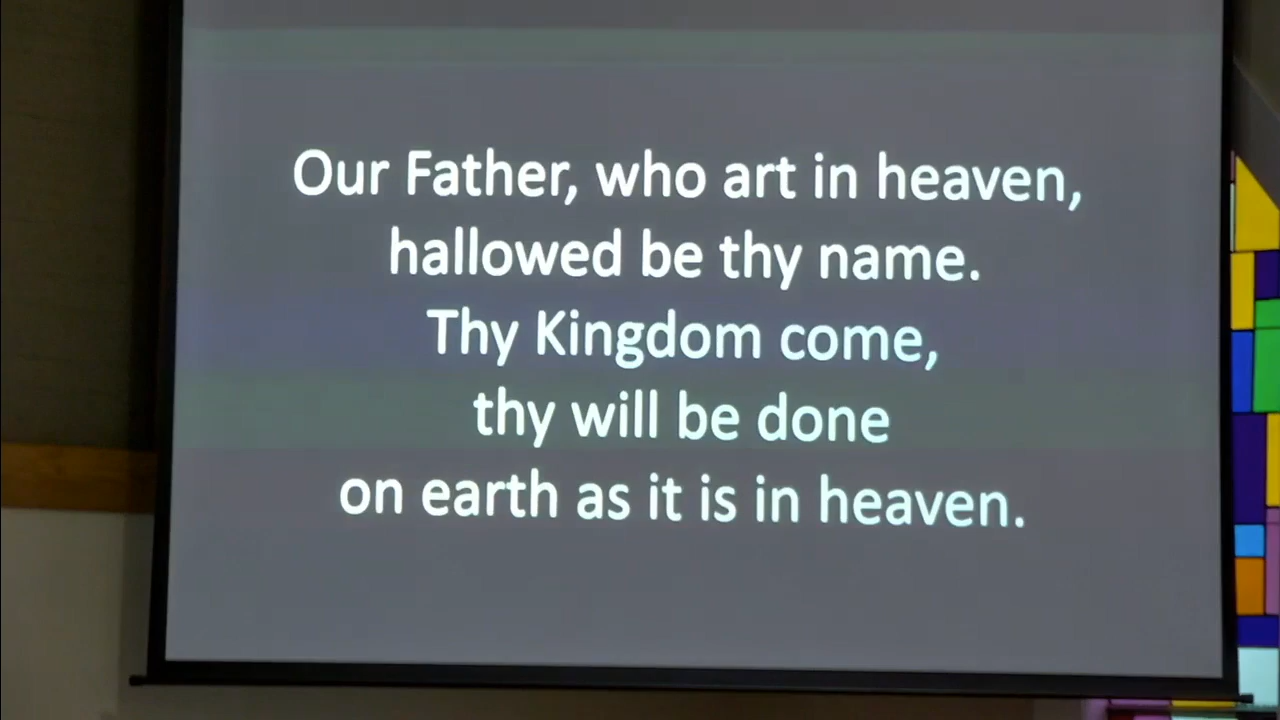 Our Father, who art in heaven,
hallowed be thy name.
Thy Kingdom come,
thy will be done
on earth as it is in heaven.